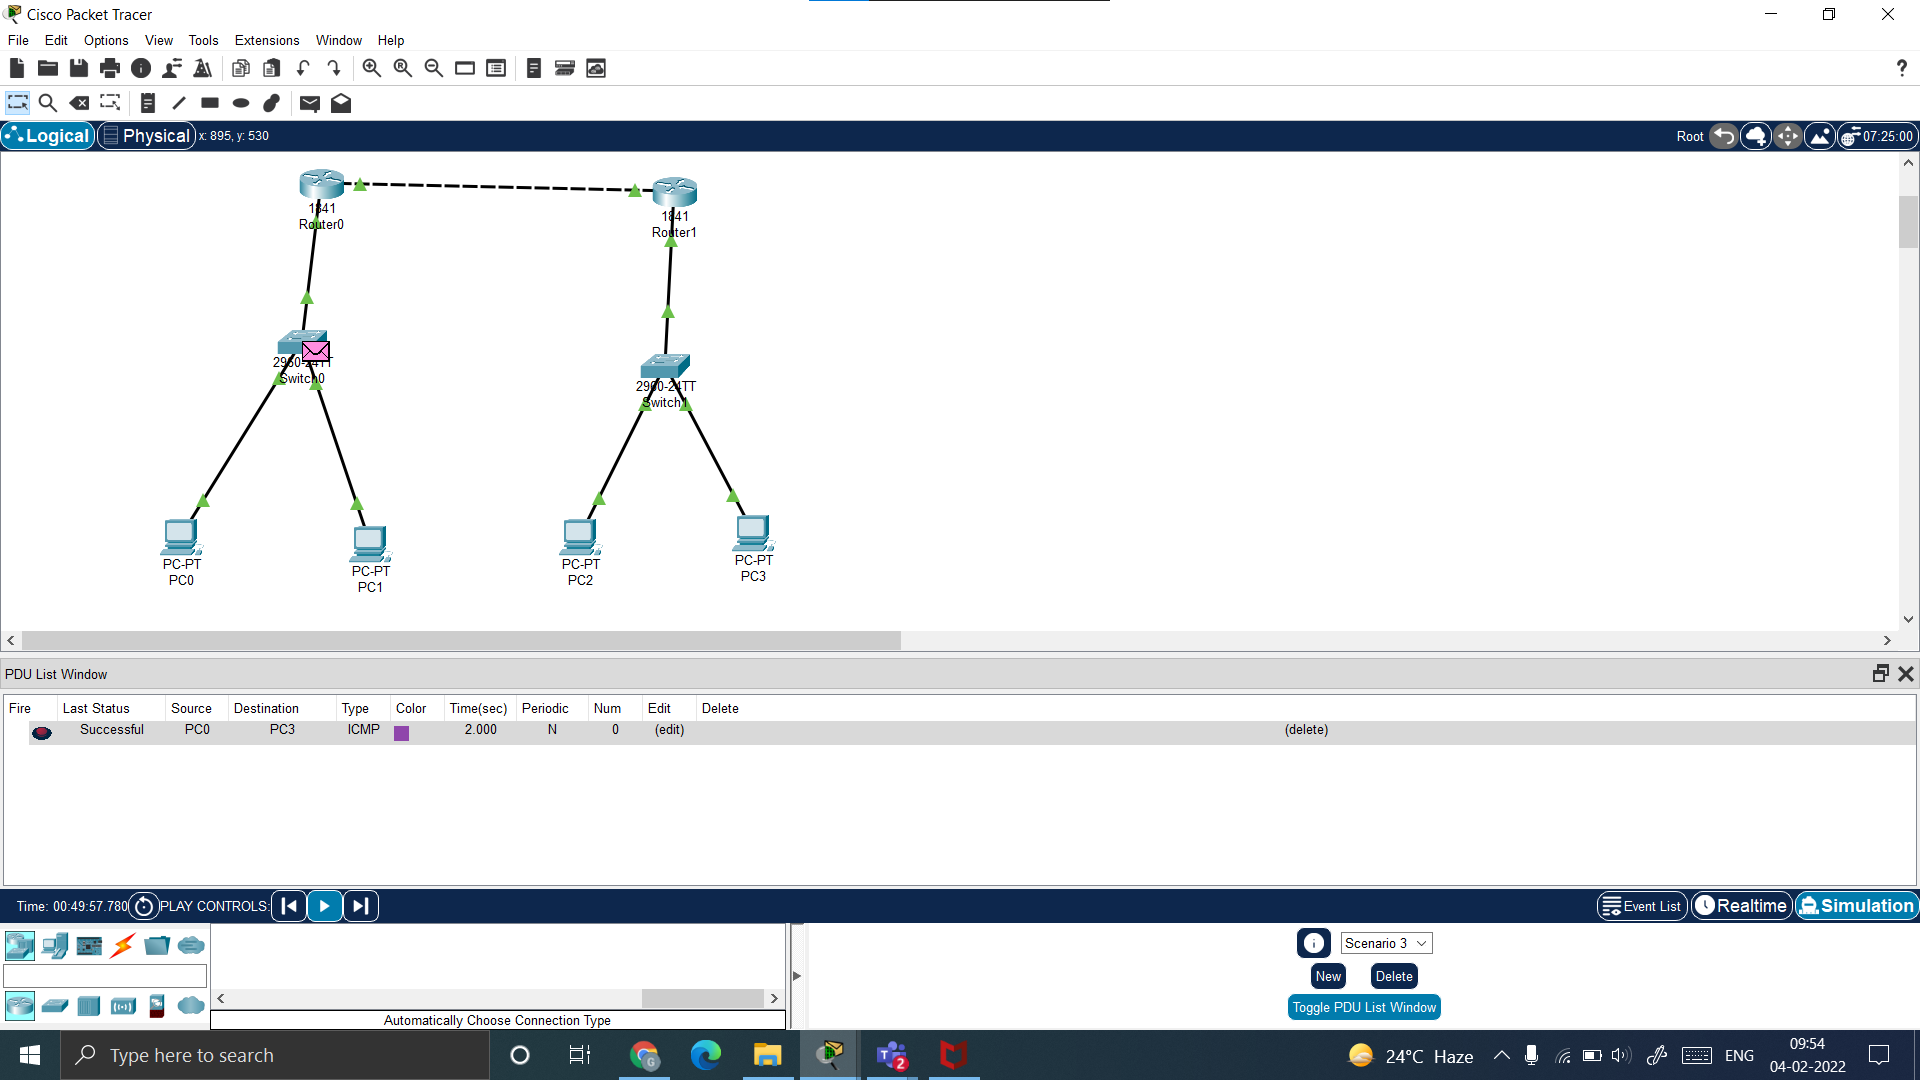 Cisco Packet Tracer
File Edit Options View Tools Extensions Window Help
?
Logical Physical x: 895, y: 530 Root 07:25:00
1841
Router0
1841
Router1
2960-24TT
Switch0
2960-24TT
Switch1
PC-PT
PC0
PC-PT
PC1
PC-PT
PC2
PC-PT
PC3
PDU List Window
Fire Last Status Source Destination Type Color Time(sec) Periodic Num Edit Delete
Successful PC0 PC3 ICMP 2.000 N 0 (edit) (delete)
Time: 00:49:57.780 PLAY CONTROLS: Event List Realtime Simulation
Scenario 3
New Delete
Toggle PDU List Window
Automatically Choose Connection Type
Type here to search
G
T
2
24°C Haze
ENG
09:54
04-02-2022